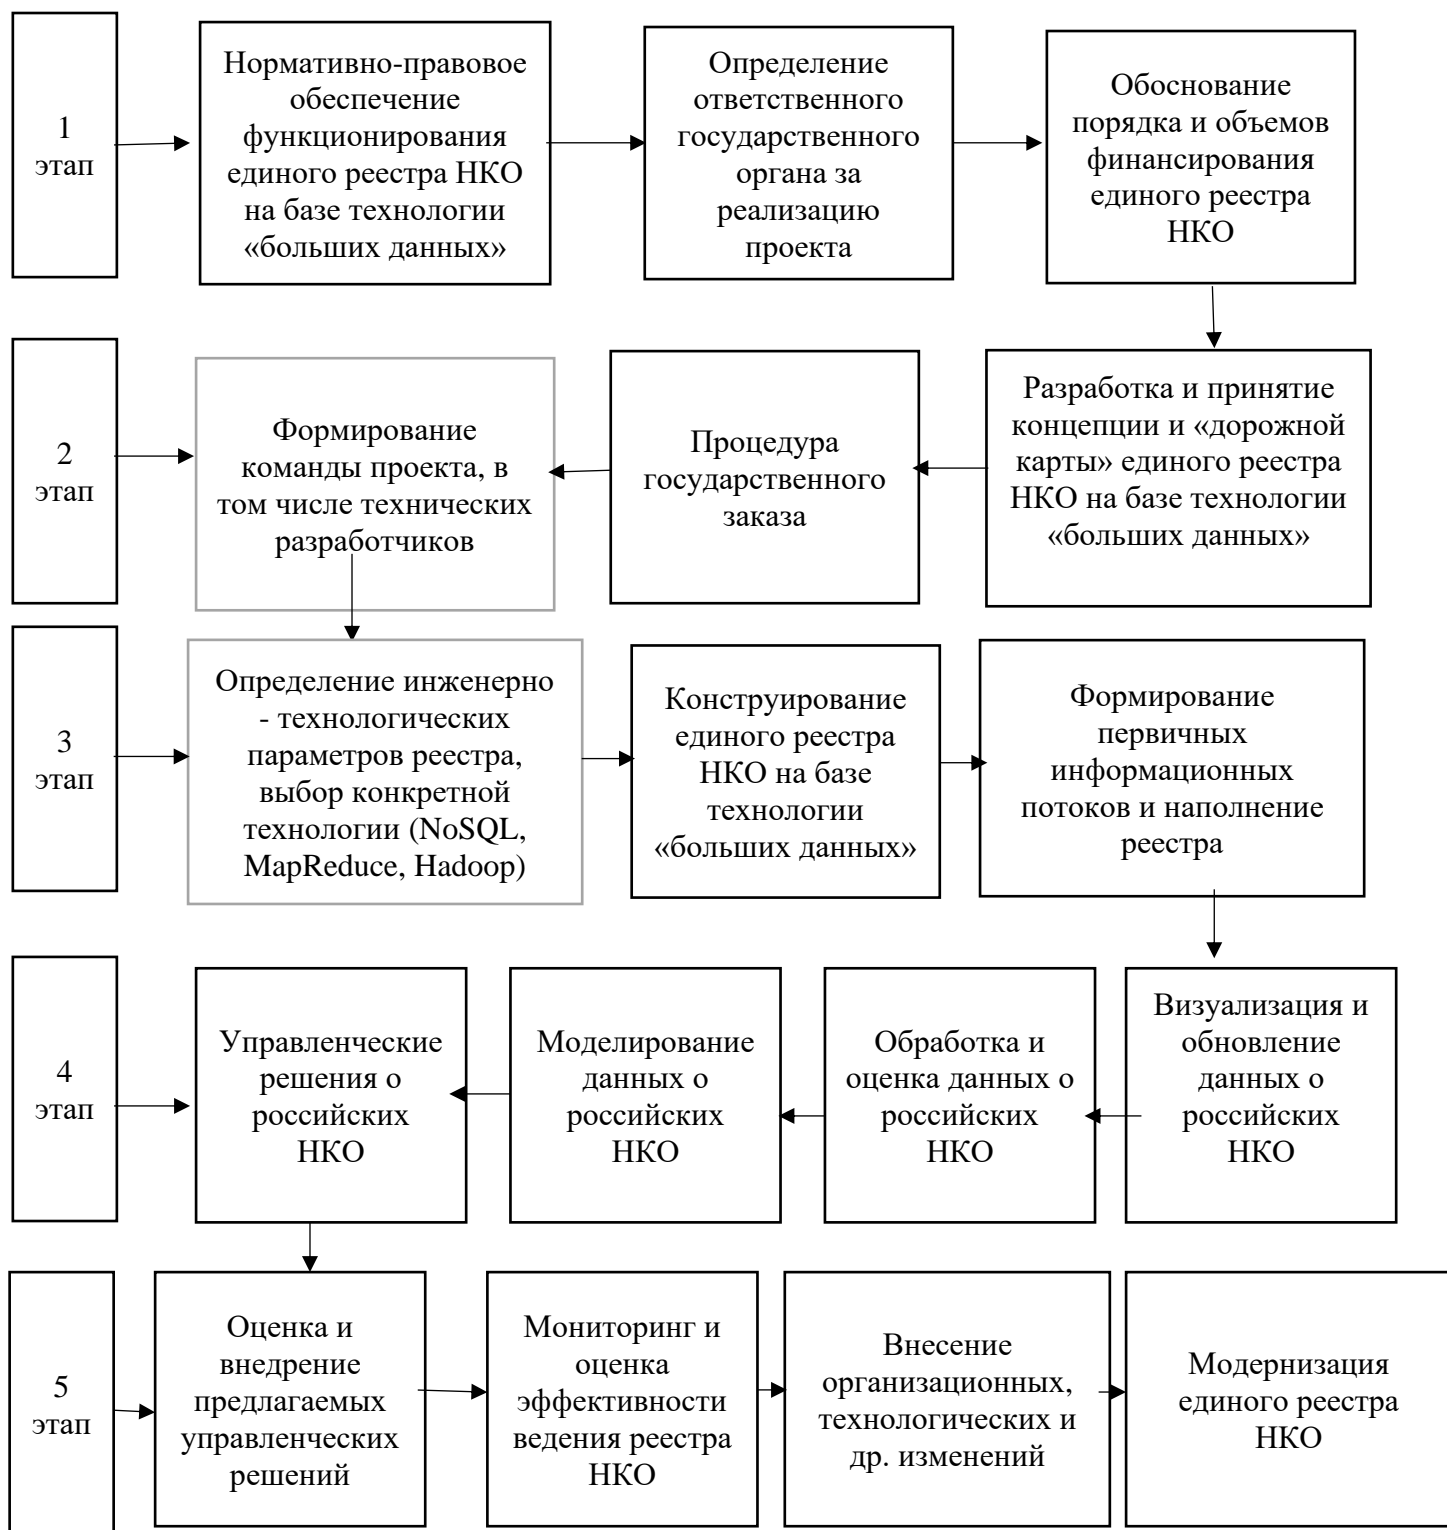 1
этап
Нормативно-правовое
обеспечение
функционирования
единого реестра НКО
на базе технологии
«больших данных»
Определение
ответственного
государственного
органа за
реализацию
проекта
Обоснование
порядка и объемов
финансирования
единого реестра
НКО
2
этап
Формирование
команды проекта, в
том числе технических
разработчиков
Процедура
государственного
заказа
Разработка и принятие
концепции и «дорожной
карты» единого реестра
НКО на базе технологии
«больших данных»
3
этап
Определение инженерно
- технологических
параметров реестра,
выбор конкретной
технологии (NoSQL,
MapReduce, Hadoop)
Конструирование
единого реестра
НКО на базе
технологии
«больших данных»
Формирование
первичных
информационных
потоков и наполнение
реестра
4
этап
Управленческие
решения о
российских
НКО
Моделирование
данных о
российских
НКО
Обработка и
оценка данных о
российских
НКО
Визуализация и
обновление
данных о
российских
НКО
5
этап
Оценка и
внедрение
предлагаемых
управленческих
решений
Мониторинг и
оценка
эффективности
ведения реестра
НКО
Внесение
организационных,
технологических и
др. изменений
Модернизация
единого реестра
НКО